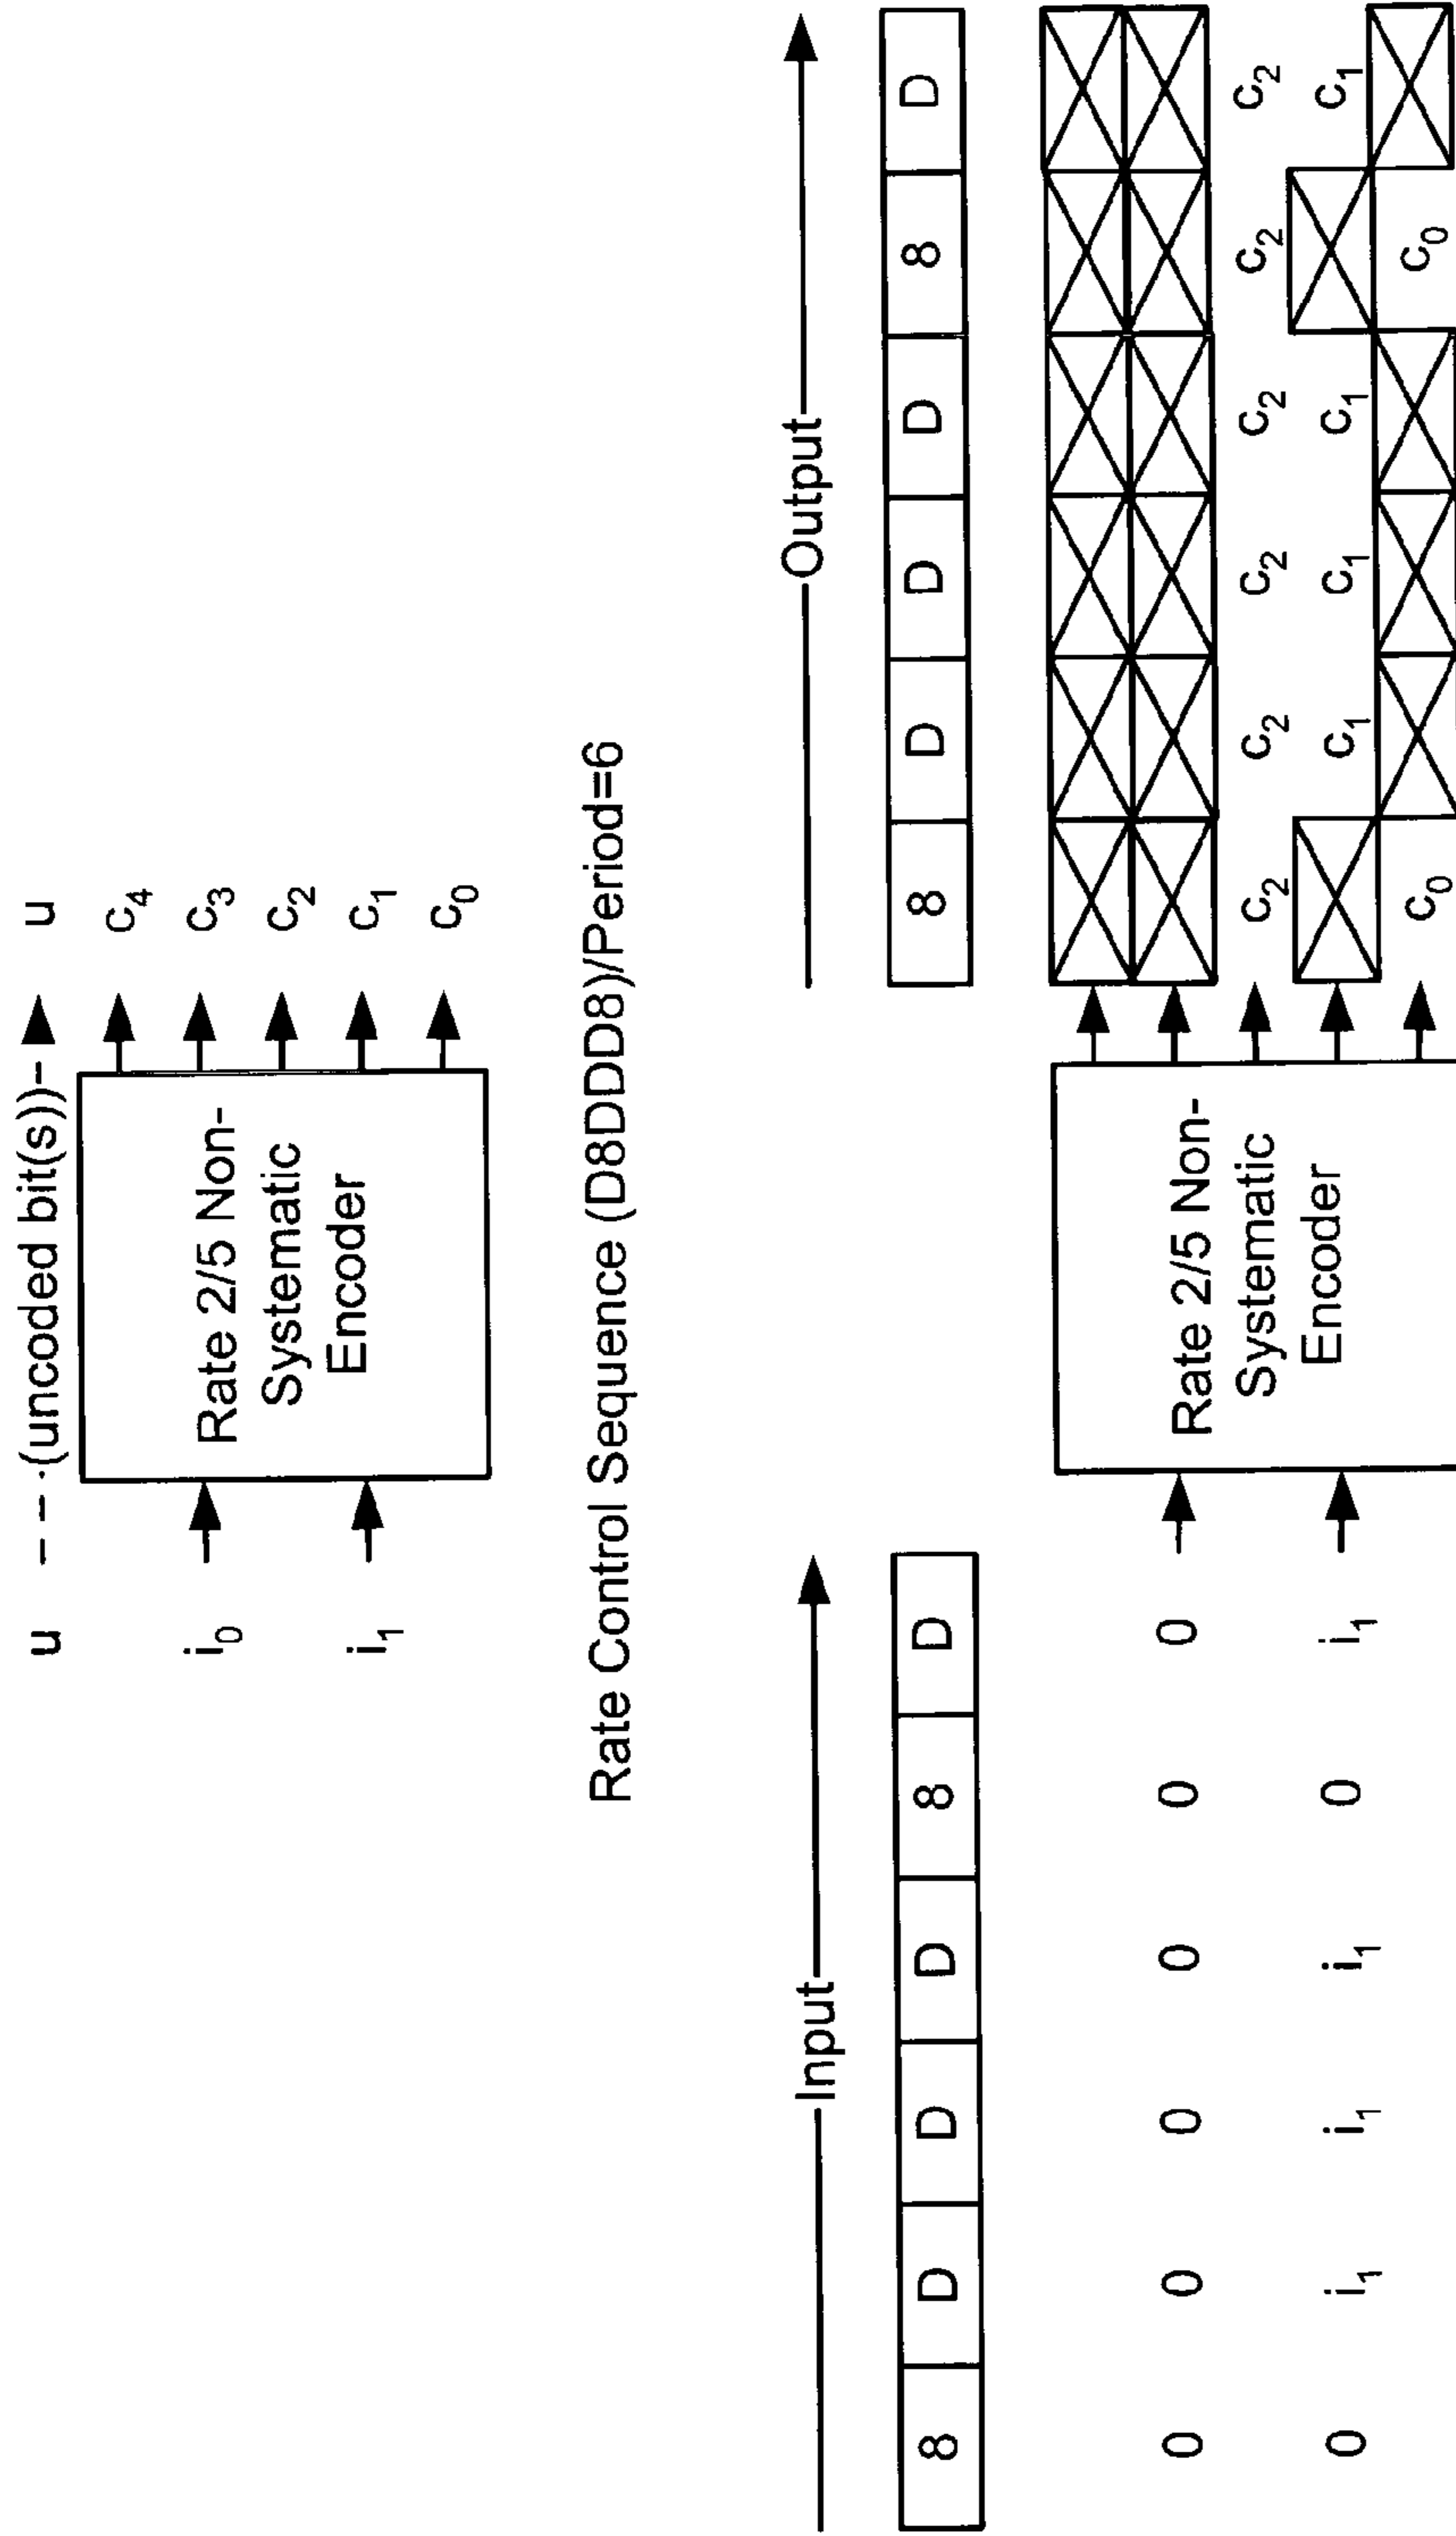 u - - -(uncoded bit(s))- u
c4
i0 Rate 2/5 Non- c3
Systematic c2
i1 Encoder c1
c0
Rate Control Sequence (D8DDD8)/Period=6
Input Output
8 D D D 8 D 8 D D D 8 D
0 0 0 0 0 0 Rate 2/5 Non-
Systematic c2 c2 c2 c2 c2 c2
0 i1 i1 i1 0 i1 Encoder c1 c1 c1 c1
c0 c0